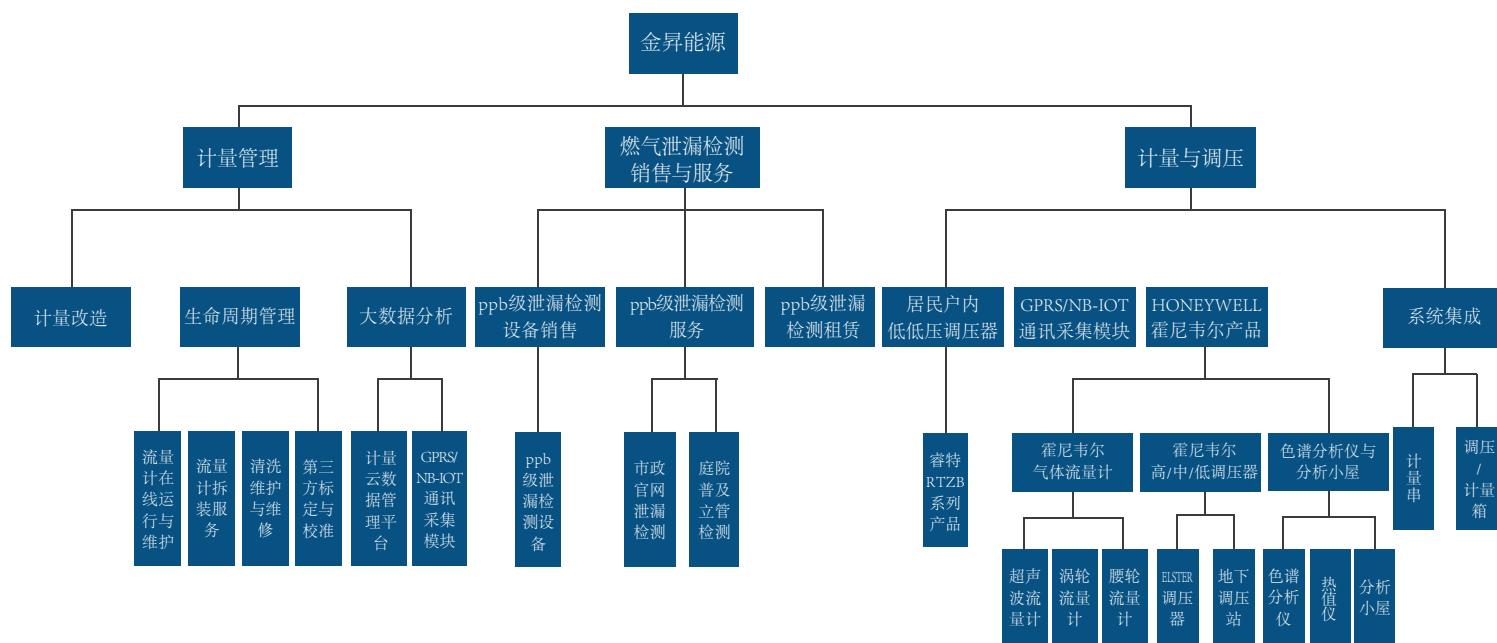 金昇能源
计量管理
燃气泄漏检测
销售与服务
计量与调压
计量改造
生命周期管理
大数据分析
ppb级泄漏检测
设备销售
ppb级泄漏检测
服务
ppb级泄漏
检测租赁
居民户内
低低压调压器
GPRS/NB-IOT
通讯采集模块
HONEYWELL
霍尼韦尔产品
系统集成
流量
计在
线运
行与
维护
流量
计拆
装服
务
清洗
维护
与维
修
第三
方标
定与
校准
计量
云数
据管
理平
台
GPRS/
NB-IOT
通讯
采集
模块
ppb
级泄
漏检
测设
备
市政
官网
泄漏
检测
庭院
普及
立管
检测
睿特
RTZB
系列
产品
霍尼韦尔
气体流量计
霍尼韦尔
高/中/低调压器
色谱分析仪与
分析小屋
计
量
串
调压
/
计量
箱
超声
波流
量计
涡轮
流量
计
腰轮
流量
计
ELSTER
调压
器
地下
调压
站
色谱
分析
仪
热
值
仪
分析
小屋